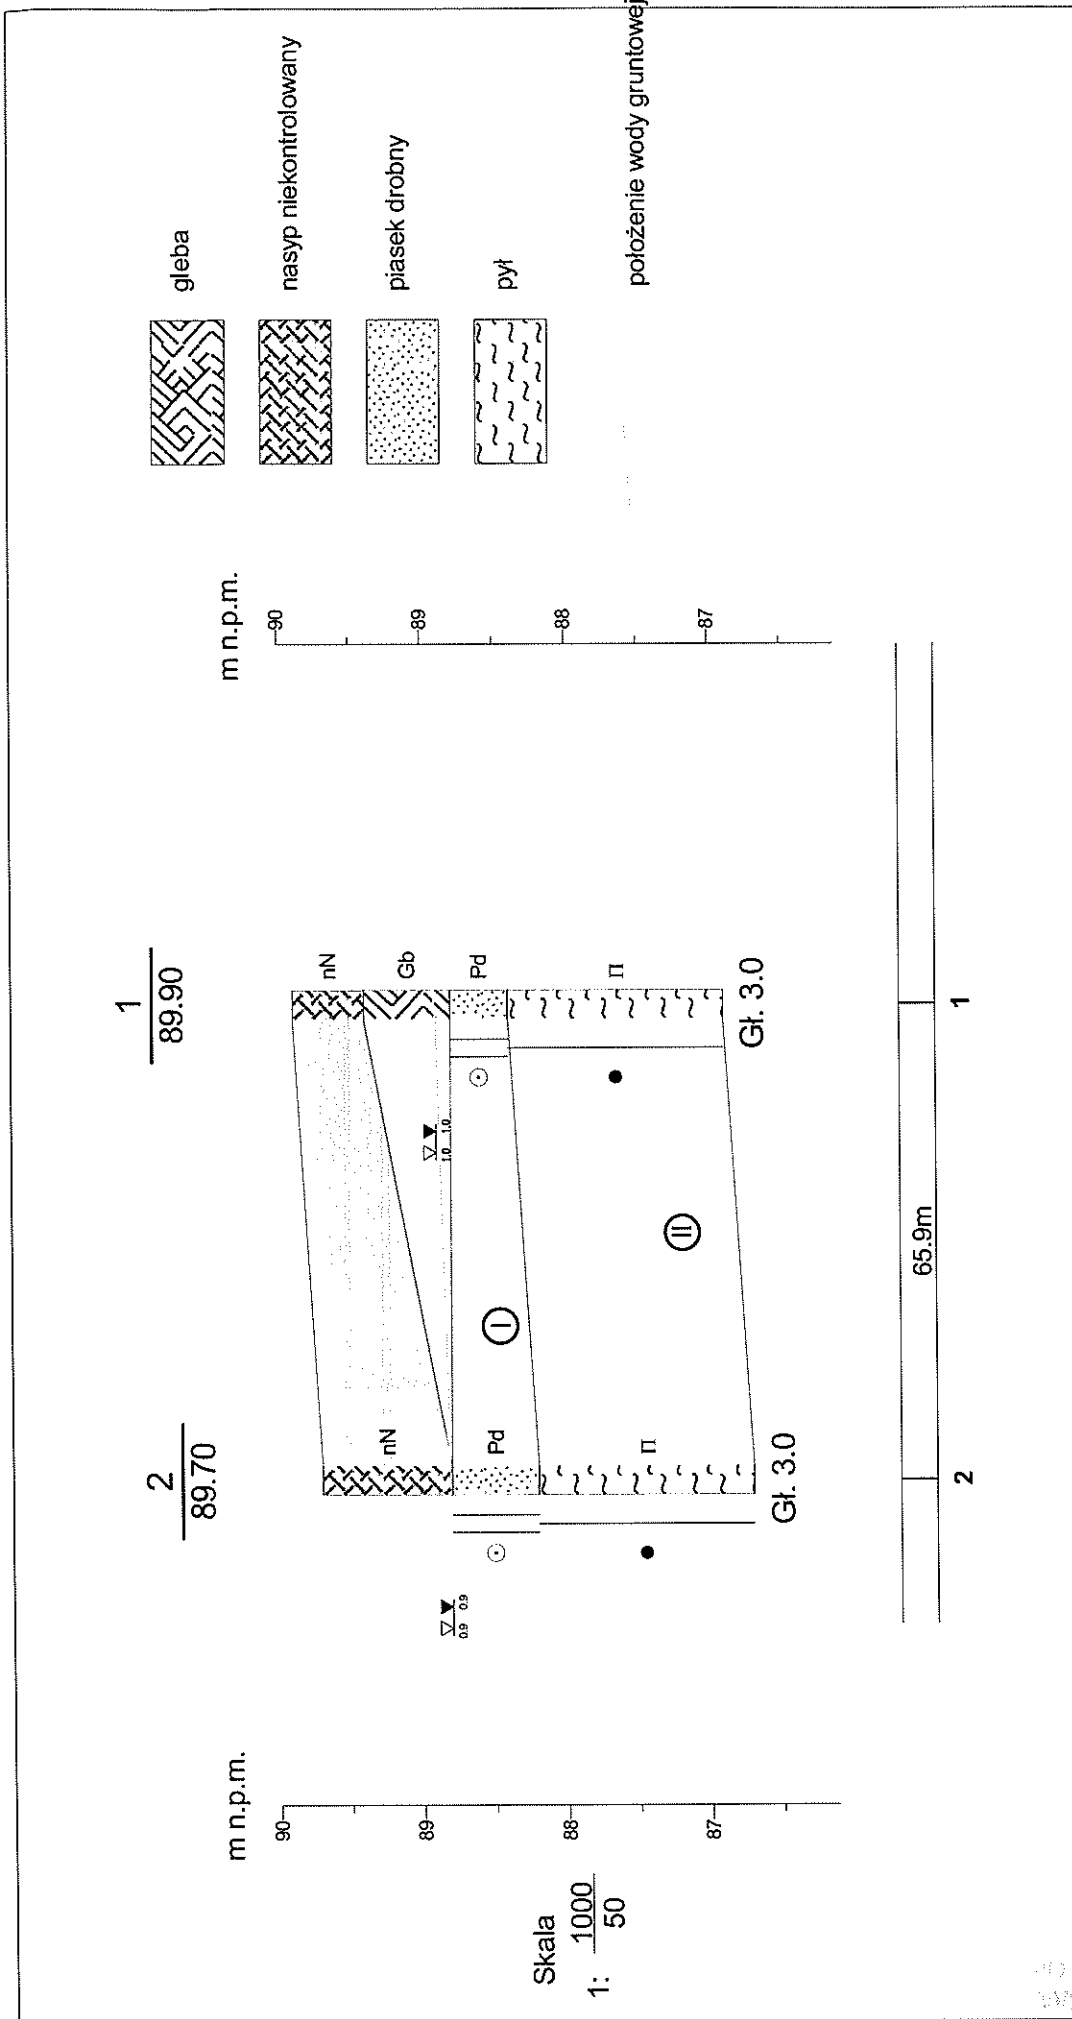 m n.p.m.
90
89
88
87
Skala
1: 1000
50
2
89.70
1
89.90
nN
Pd
Π
Gł. 3.0
0.9 0.9
nN
Gb
Pd
Π
Gł. 3.0
1.0 1.0
I
II
65.9m
2
1
m n.p.m.
90
89
88
87
gleba
nasyp niekontrolowany
piasek drobny
pył
położenie wody gruntowej